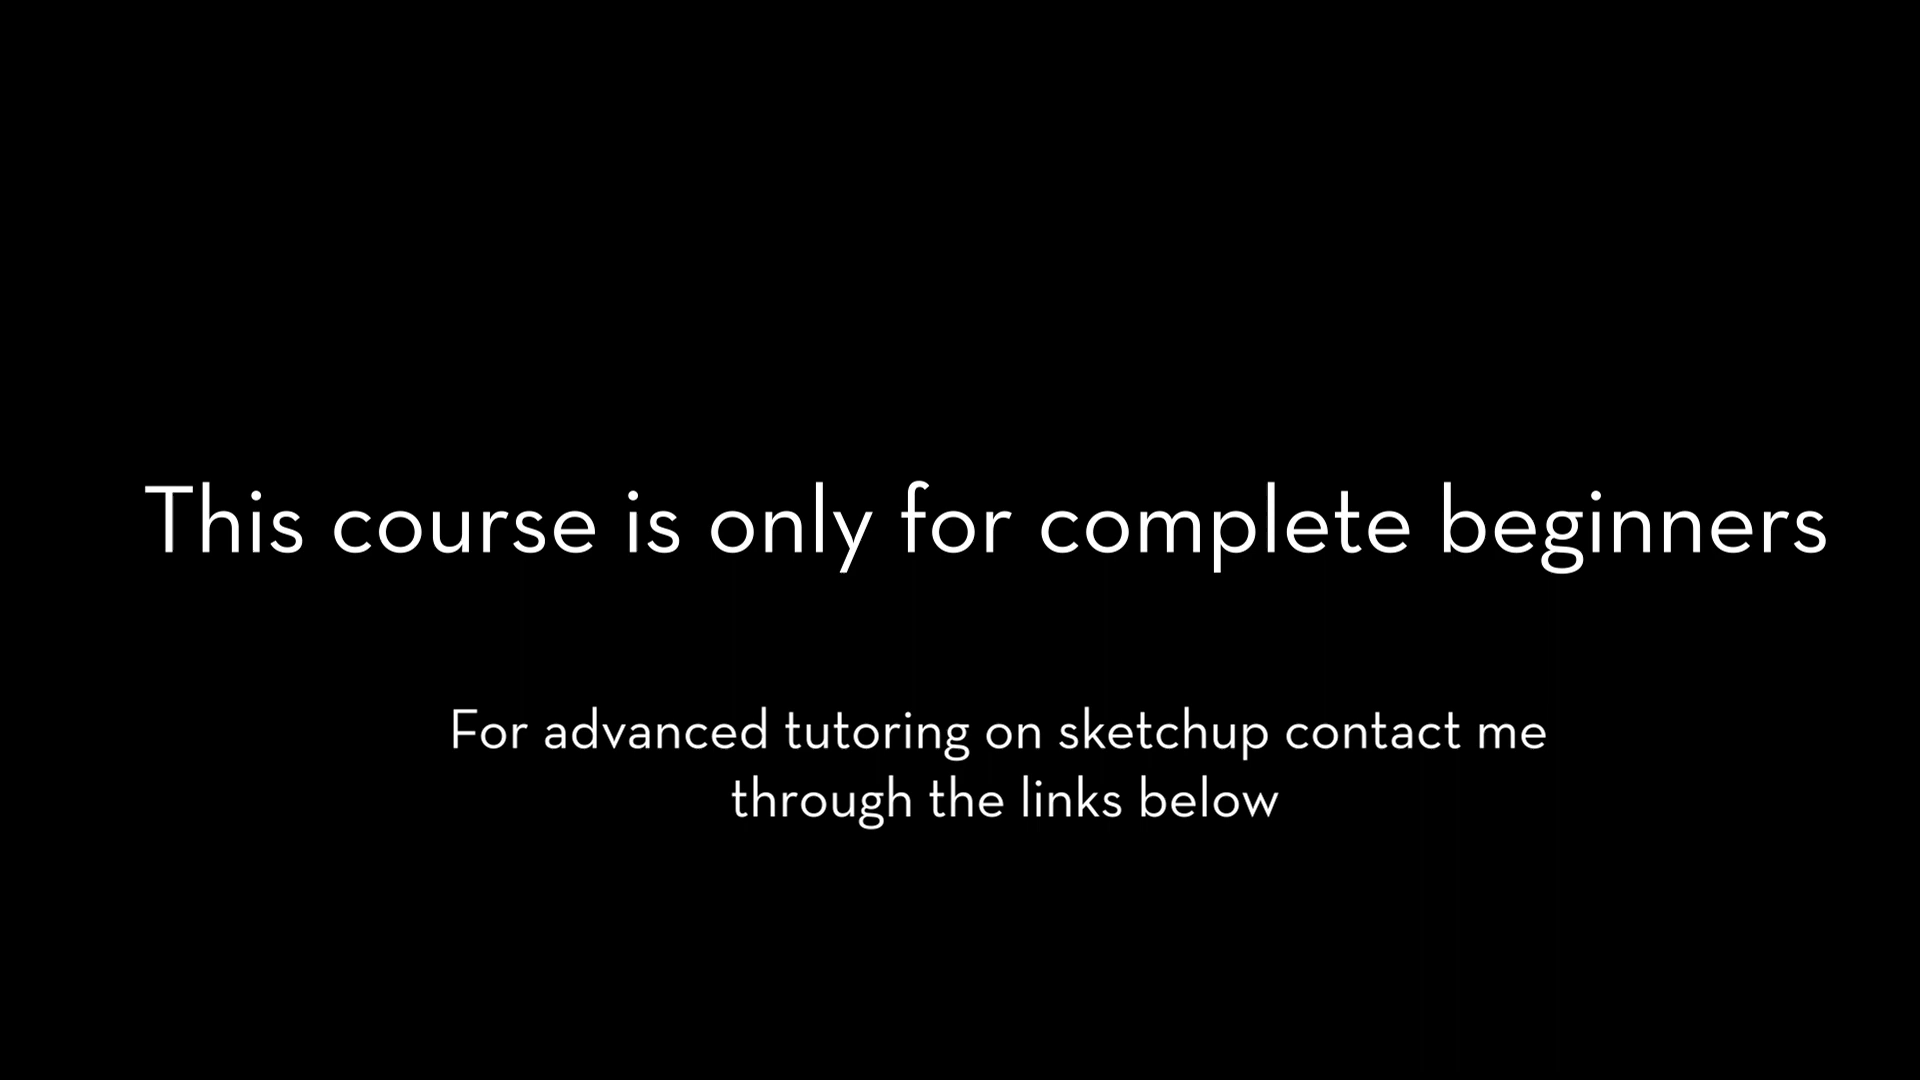 This course is only for complete beginners
For advanced tutoring on sketchup contact me
through the links below